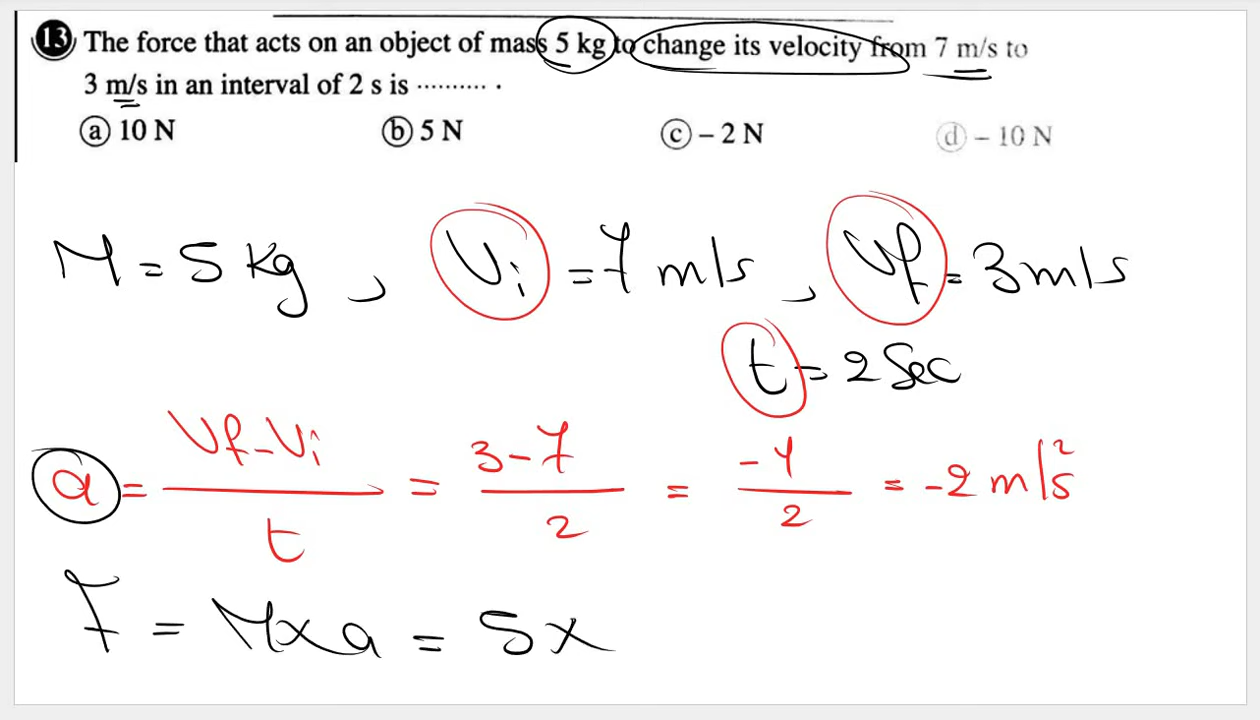 13 The force that acts on an object of mass 5 kg to change its velocity from 7 m/s to
3 m/s in an interval of 2 s is .......... .
a 10 N b 5 N c – 2 N d – 10 N
M = 5 kg , Vi = 7 m/s , Vf = 3 m/s
t = 2 Sec
a = Vf - Vi / t = 3 - 7 / 2 = -4 / 2 = -2 m/s²
F = M x a = 5 x